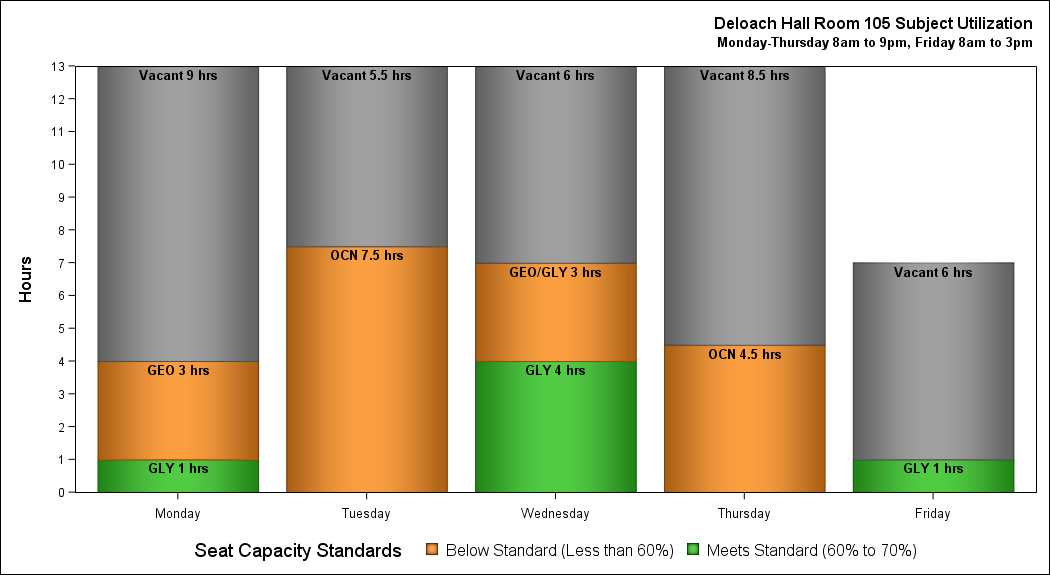 Deloach Hall Room 105 Subject Utilization
Monday-Thursday 8am to 9pm, Friday 8am to 3pm
Hours
13
12
11
10
9
8
7
6
5
4
3
2
1
0
Vacant 9 hrs
GEO 3 hrs
GLY 1 hrs
Vacant 5.5 hrs
OCN 7.5 hrs
Vacant 6 hrs
GEO/GLY 3 hrs
GLY 4 hrs
Vacant 8.5 hrs
OCN 4.5 hrs
Vacant 6 hrs
GLY 1 hrs
Monday Tuesday Wednesday Thursday Friday
Seat Capacity Standards Below Standard (Less than 60%) Meets Standard (60% to 70%)